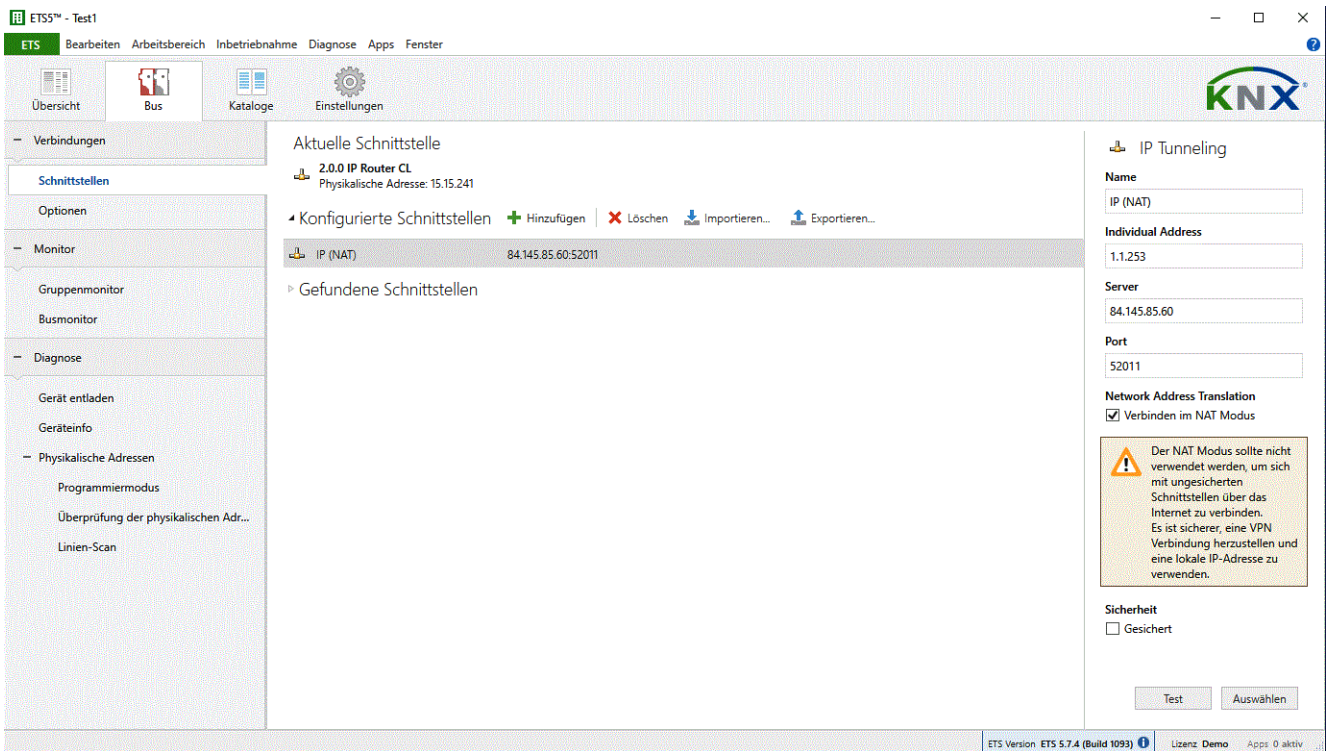 ETS5™ - Test1
ETS Bearbeiten Arbeitsbereich Inbetriebnahme Diagnose Apps Fenster
Übersicht Bus Kataloge Einstellungen
KNX
Verbindungen
Schnittstellen
Optionen
Monitor
Gruppenmonitor
Busmonitor
Diagnose
Gerät entladen
Geräteinfo
Physikalische Adressen
Programmiermodus
Überprüfung der physikalischen Adr...
Linien-Scan
Aktuelle Schnittstelle
2.0.0 IP Router CL
Physikalische Adresse: 15.15.241
Konfigurierte Schnittstellen Hinzufügen Löschen Importieren... Exportieren...
IP (NAT) 84.145.85.60:52011
Gefundene Schnittstellen
IP Tunneling
Name
IP (NAT)
Individual Address
1.1.253
Server
84.145.85.60
Port
52011
Network Address Translation
Verbinden im NAT Modus
Der NAT Modus sollte nicht
verwendet werden, um sich
mit ungesicherten
Schnittstellen über das
Internet zu verbinden.
Es ist sicherer, eine VPN
Verbindung herzustellen und
eine lokale IP-Adresse zu
verwenden.
Sicherheit
Gesichert
Test Auswählen
ETS Version ETS 5.7.4 (Build 1093) Lizenz Demo Apps 0 aktiv